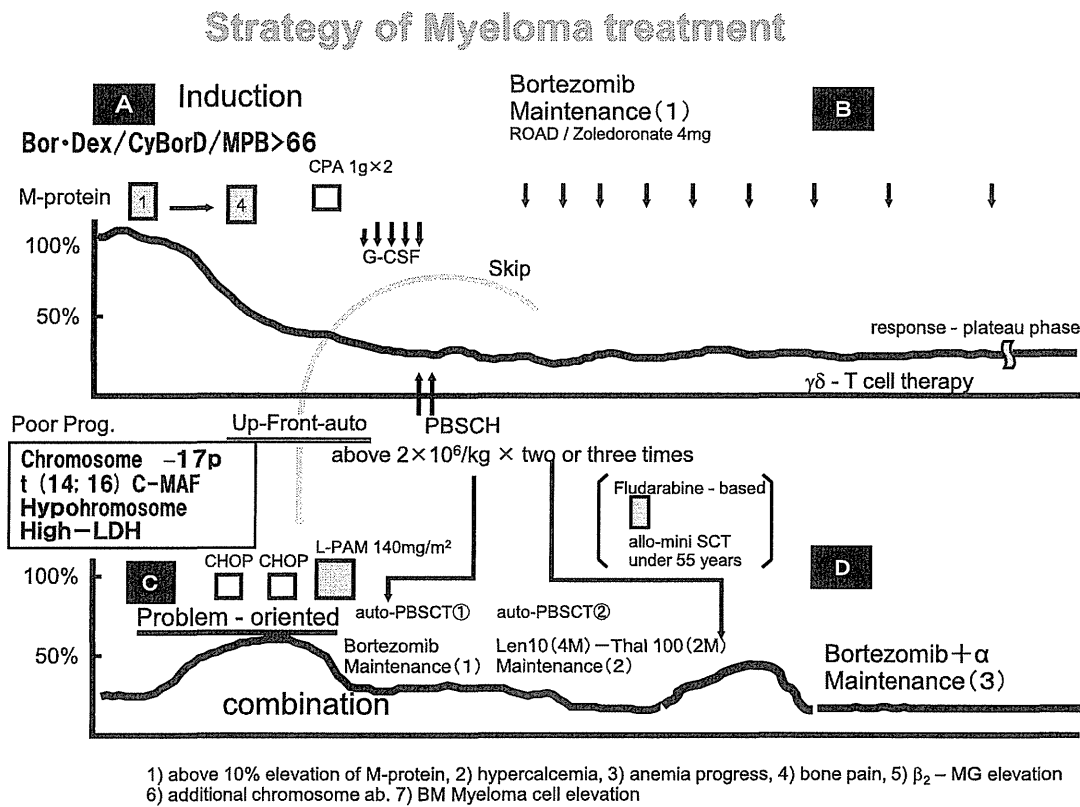 Strategy of Myeloma treatment
A Induction
Bor・Dex/CyBorD/MPB>66
Bortezomib
Maintenance(1)
ROAD / Zoledoronate 4mg
B
CPA 1g×2
M-protein 1 4
100%
G-CSF
Skip
50%
response - plateau phase
γδ - T cell therapy
Poor Prog.
Up-Front-auto
PBSCH
above 2×10⁶/kg × two or three times
Chromosome -17p
t (14; 16) C-MAF
Hypohromosome
High-LDH
Fludarabine - based
allo-mini SCT
under 55 years
L-PAM 140mg/m²
CHOP CHOP
100%
C
D
Problem - oriented
auto-PBSCT①
auto-PBSCT②
50%
Bortezomib
Maintenance(1)
Len10(4M)-Thal 100(2M)
Maintenance(2)
Bortezomib+α
Maintenance(3)
combination
1) above 10% elevation of M-protein, 2) hypercalcemia, 3) anemia progress, 4) bone pain, 5) β₂ – MG elevation
6) additional chromosome ab. 7) BM Myeloma cell elevation